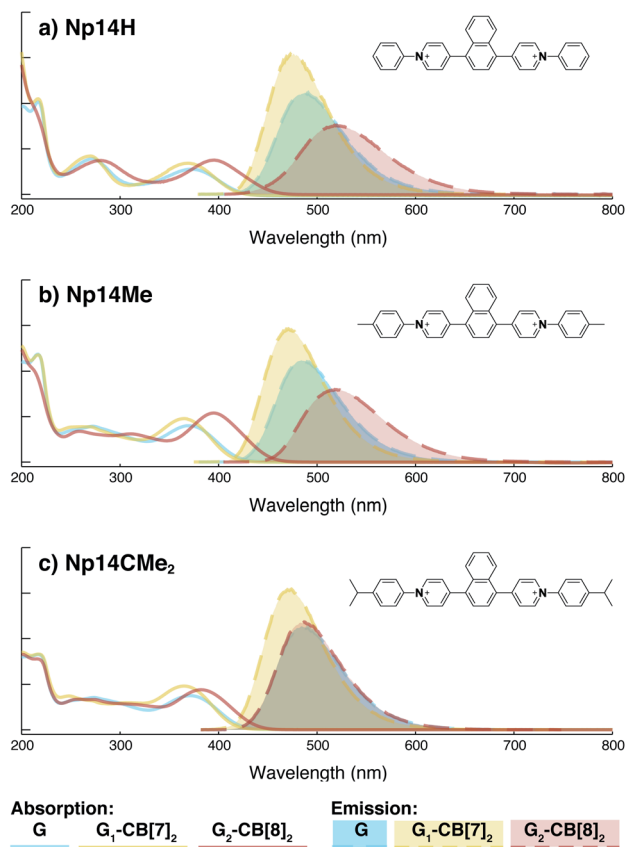 a) Np14H
N+ N+
200 300 400 500 600 700 800
Wavelength (nm)
b) Np14Me
N+ N+
200 300 400 500 600 700 800
Wavelength (nm)
c) Np14CMe₂
N+ N+
200 300 400 500 600 700 800
Wavelength (nm)
Absorption: Emission:
G G₁-CB[7]₂ G₂-CB[8]₂ G G₁-CB[7]₂ G₂-CB[8]₂